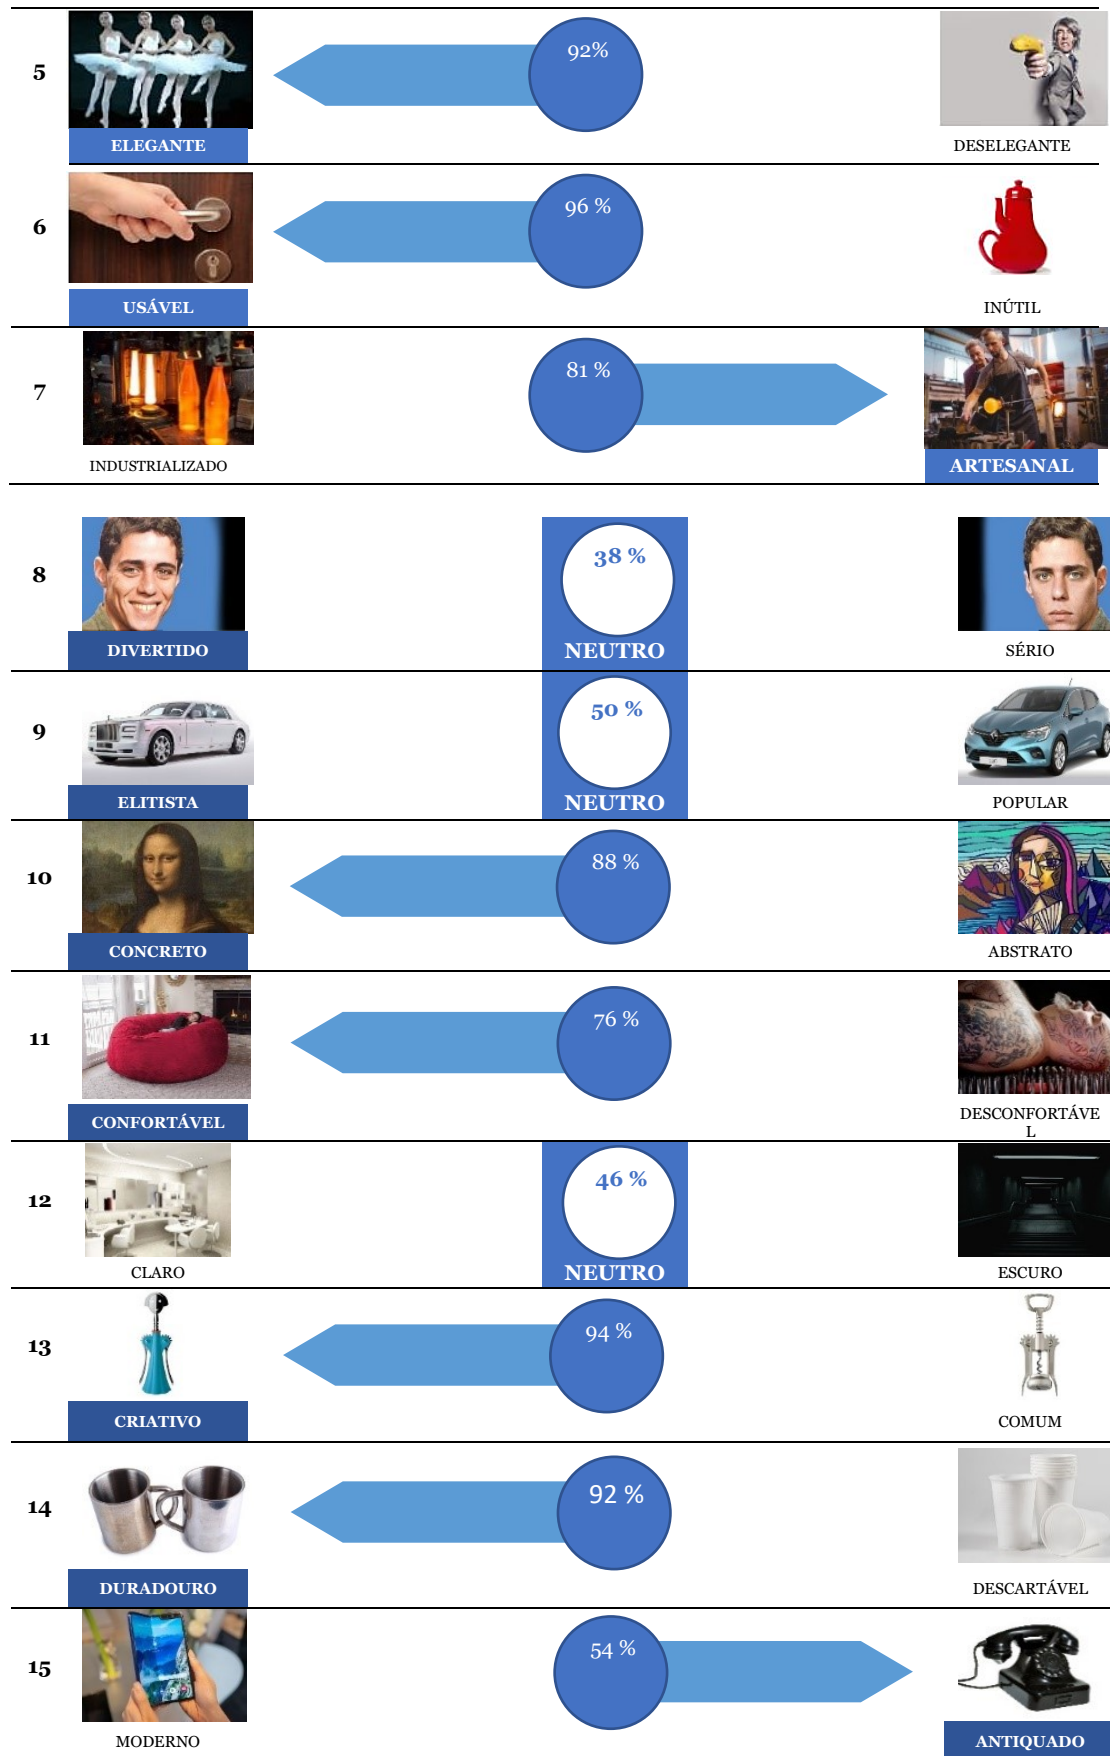 5
92%
ELEGANTE
DESELEGANTE
6
96 %
USÁVEL
INÚTIL
7
81 %
INDUSTRIALIZADO
ARTESANAL
8
38 %
DIVERTIDO
NEUTRO
SÉRIO
9
50 %
ELITISTA
NEUTRO
POPULAR
10
88 %
CONCRETO
ABSTRATO
11
76 %
CONFORTÁVEL
DESCONFORTÁVE
L
12
46 %
CLARO
NEUTRO
ESCURO
13
94 %
CRIATIVO
COMUM
14
92 %
DURADOURO
DESCARTÁVEL
15
54 %
MODERNO
ANTIQUADO